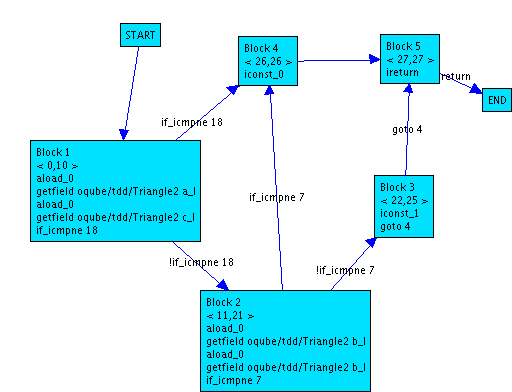 START
Block 4
< 26,26 >
iconst_0
Block 5
< 27,27 >
ireturn
return
END
if_icmpne 18
goto 4
Block 1
< 0,10 >
aload_0
getfield oqube/tdd/Triangle2 a_I
aload_0
getfield oqube/tdd/Triangle2 c_I
if_icmpne 18
if_icmpne 7
Block 3
< 22,25 >
iconst_1
goto 4
!if_icmpne 18
!if_icmpne 7
Block 2
< 11,21 >
aload_0
getfield oqube/tdd/Triangle2 b_I
aload_0
getfield oqube/tdd/Triangle2 b_I
if_icmpne 7